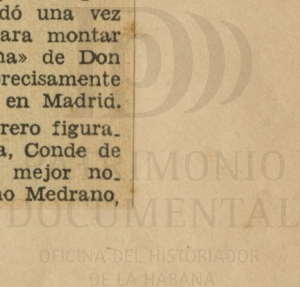 dó una vez
ara montar
na» de Don
recisamente
en Madrid.
rero figura-
a, Conde de
mejor no-
no Medrano,
PATRIMONIO
DOCUMENTAL
OFICINA DEL HISTORIADOR
DE LA HABANA